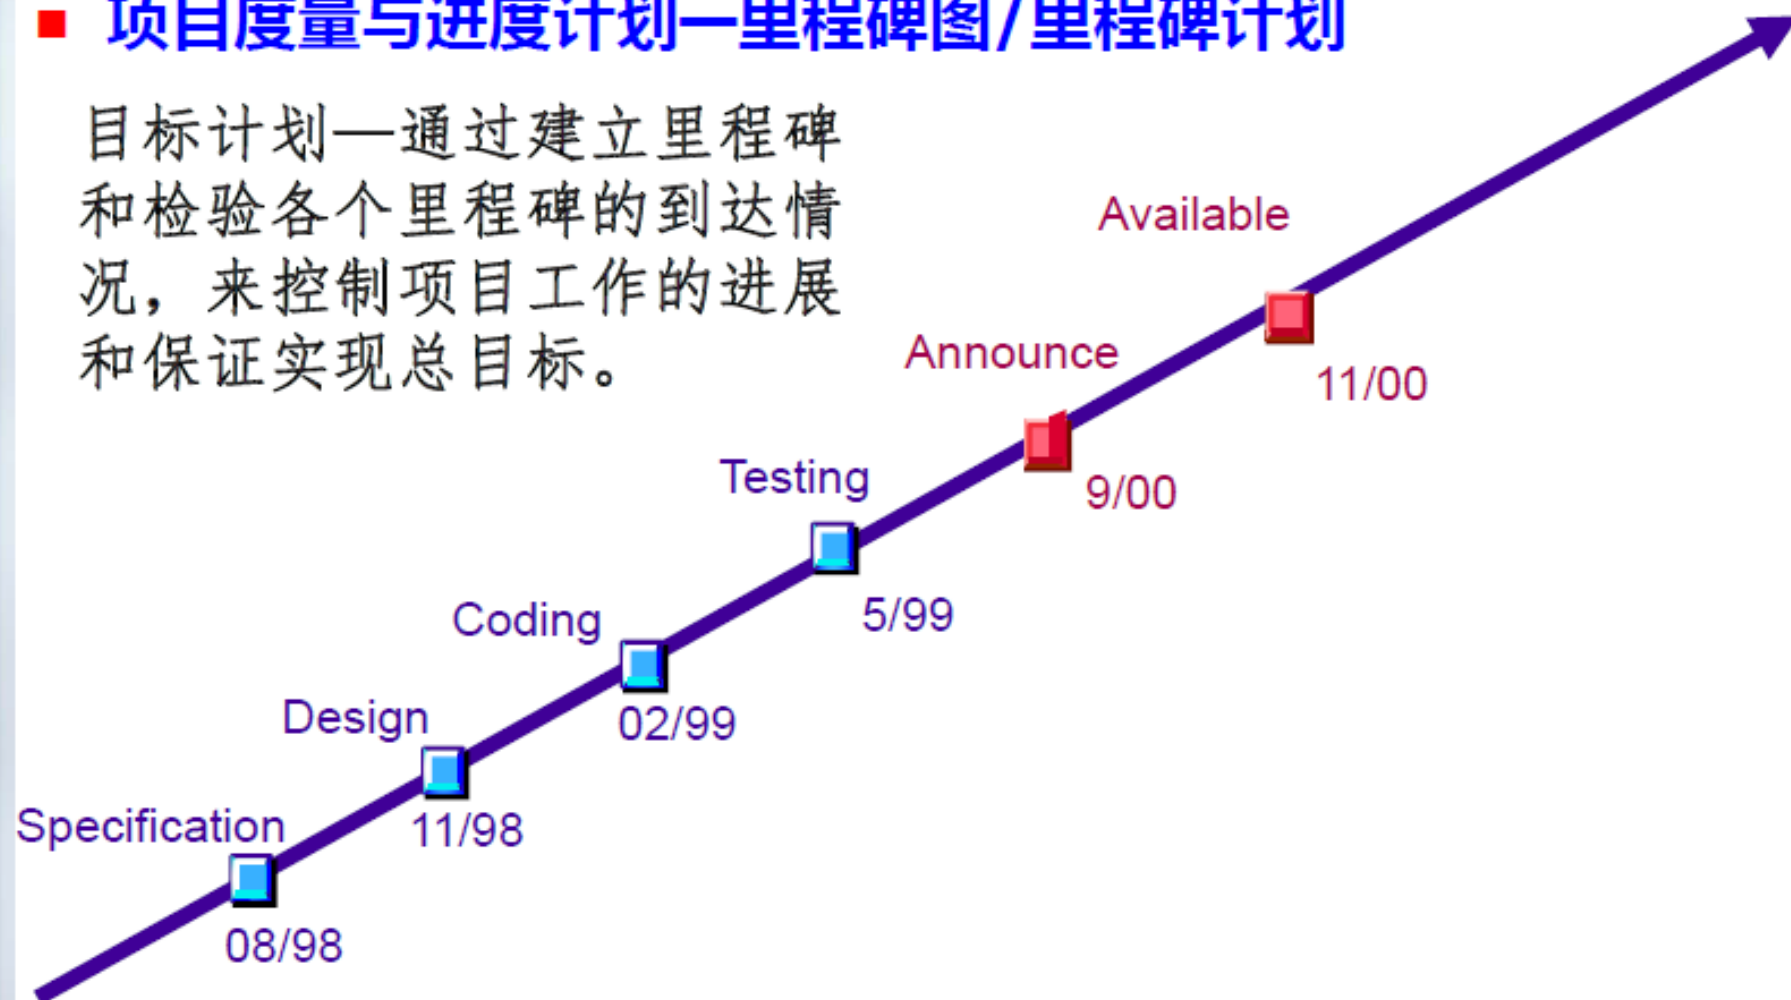 项目度量与进度计划—里程碑图/里程碑计划
目标计划—通过建立里程碑
和检验各个里程碑的到达情
况，来控制项目工作的进展
和保证实现总目标。
Available
11/00
Announce
9/00
Testing
5/99
Coding
02/99
Design
11/98
Specification
08/98